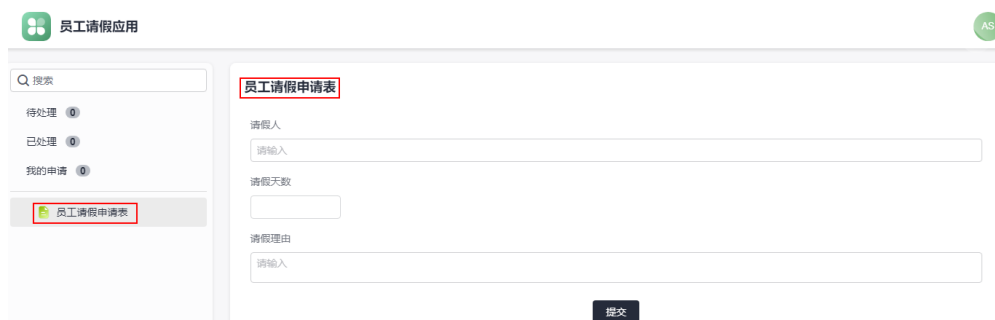 员工请假应用
AS
搜索
待处理 0
已处理 0
我的申请 0
员工请假申请表
员工请假申请表
请假人
请输入
请假天数
请假理由
请输入
提交